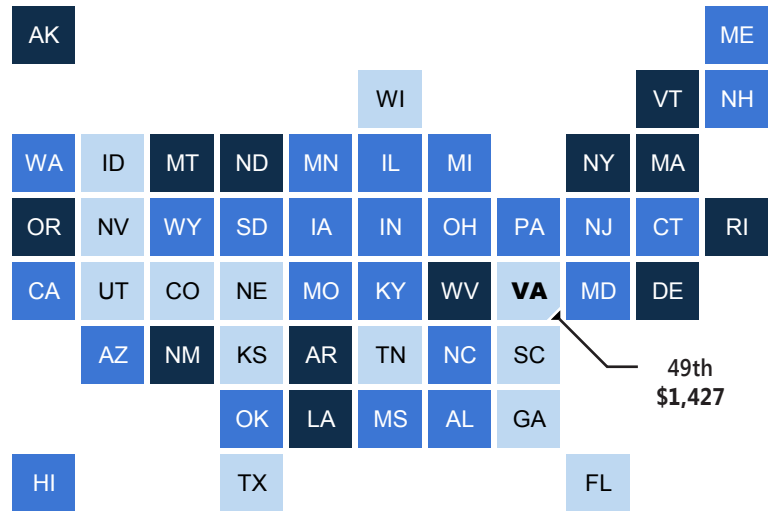 AK ME
WI VT NH
WA ID MT ND MN IL MI NY MA
OR NV WY SD IA IN OH PA NJ CT RI
CA UT CO NE MO KY WV VA MD DE
AZ NM KS AR TN NC SC
49th
$1,427
OK LA MS AL GA
HI TX FL